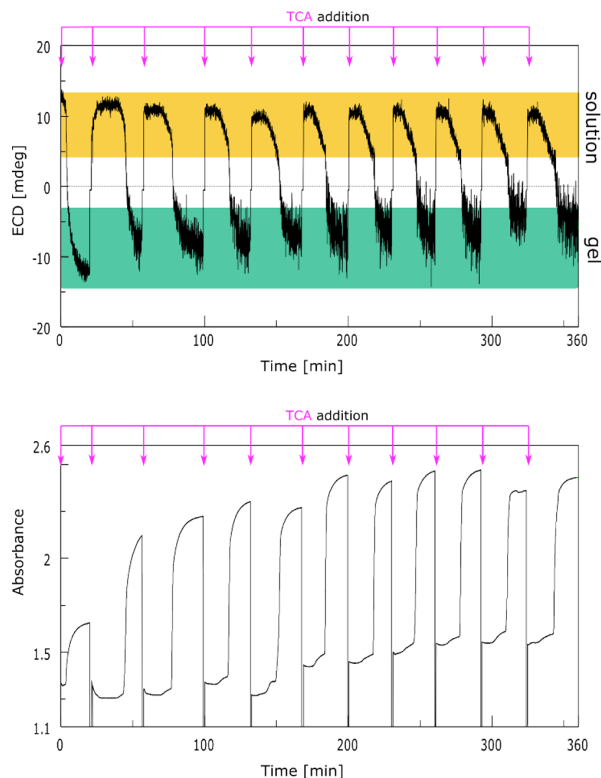 TCA addition
20
10
0
-10
-20
ECD [mdeg]
solution
gel
0
100
200
300
360
Time [min]
TCA addition
2.6
2
1.5
1.1
Absorbance
0
100
200
300
360
Time [min]